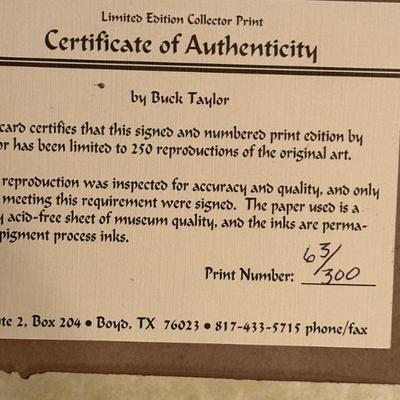 Limited Edition Collector Print
Certificate of Authenticity
by Buck Taylor
card certifies that this signed and numbered print edition by
or has been limited to 250 reproductions of the original art.
reproduction was inspected for accuracy and quality, and only
meeting this requirement were signed. The paper used is a
y acid-free sheet of museum quality, and the inks are perma-
pigment process inks.
Print Number: 63/300
te 2, Box 204 • Boyd, TX 76023 • 817-433-5715 phone/fax